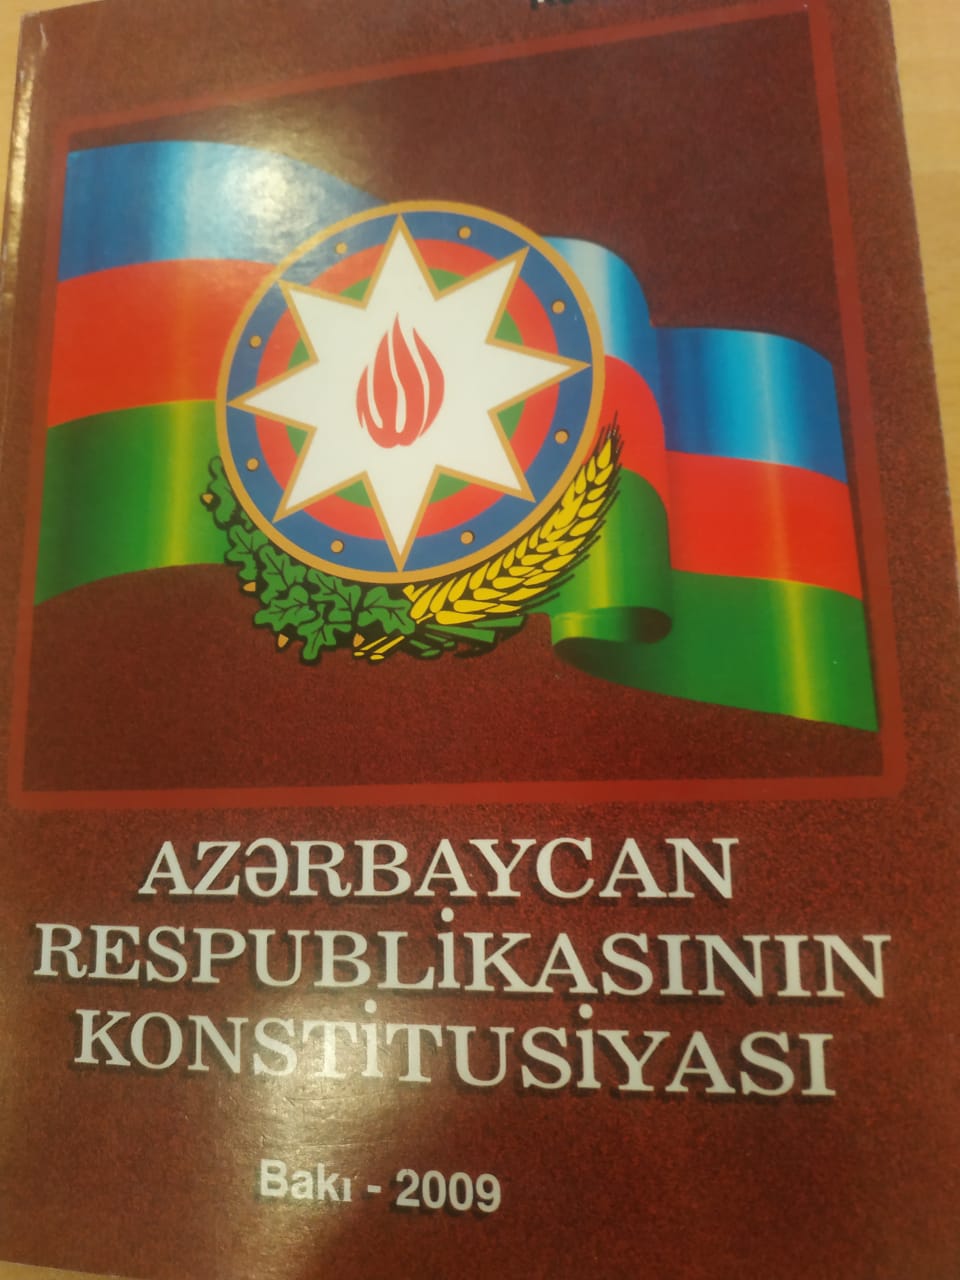 AZƏRBAYCAN
RESPUBLİKASININ
KONSTİTUSİYASI
Bakı - 2009